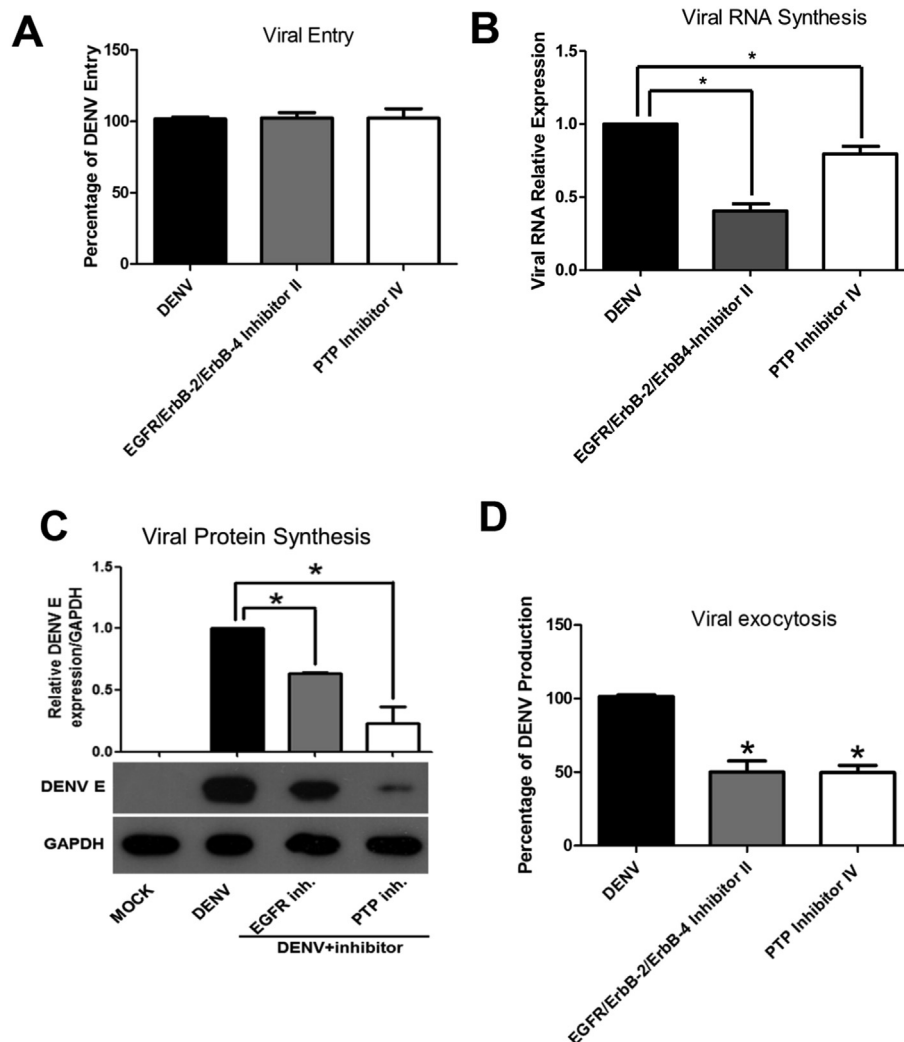 A
Viral Entry
Percentage of DENV Entry
150
100
50
0
DENV
EGFR/ErbB-2/ErbB-4 Inhibitor II
PTP Inhibitor IV
B
Viral RNA Synthesis
Viral RNA Relative Expression
1.5
1.0
0.5
0.0
*
*
DENV
EGFR/ErbB-2/ErbB4-Inhibitor II
PTP Inhibitor IV
C
Viral Protein Synthesis
Relative DENV E
expression/GAPDH
1.5
1.0
0.5
0.0
*
*
DENV E
GAPDH
MOCK
DENV
EGFR inh.
PTP inh.
DENV+inhibitor
D
Viral exocytosis
Percentage of DENV Production
150
100
50
0
*
*
DENV
EGFR/ErbB-2/ErbB-4 Inhibitor II
PTP Inhibitor IV